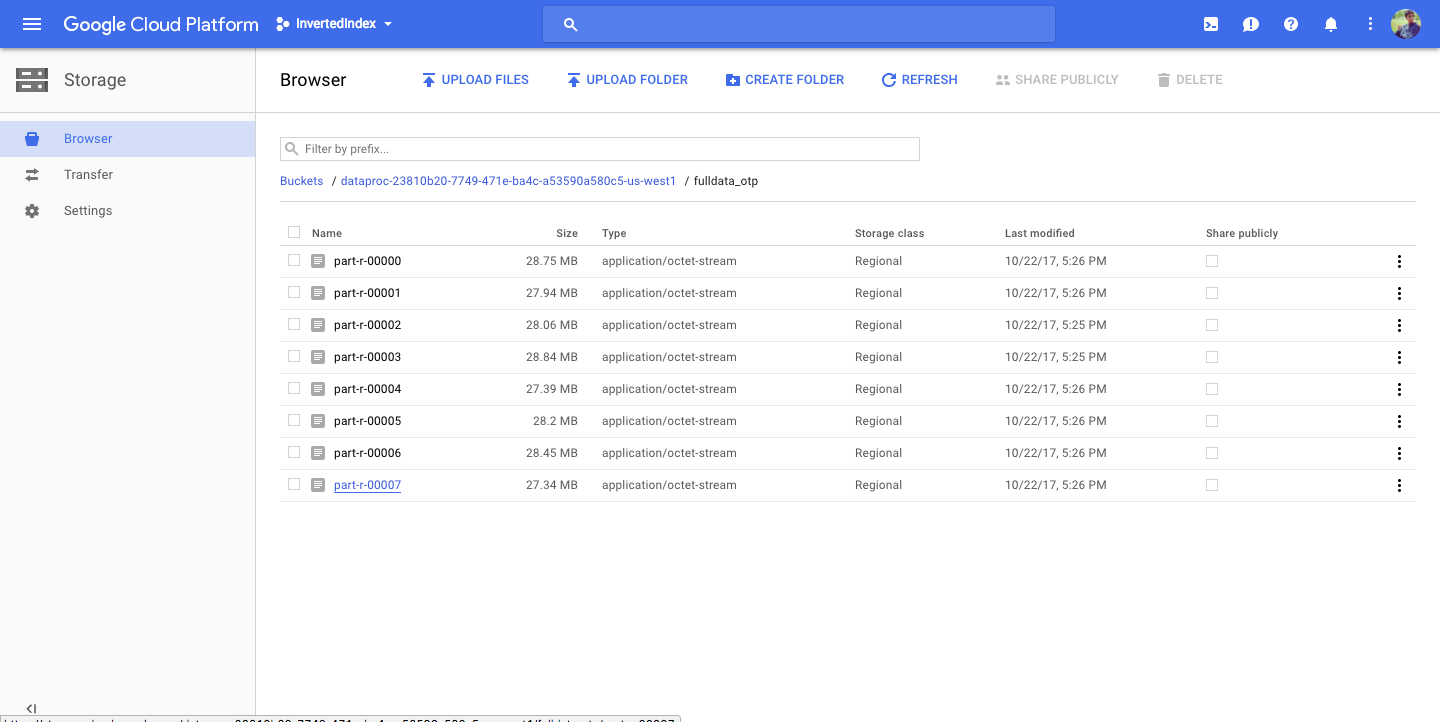 Google Cloud Platform InvertedIndex
Storage
Browser UPLOAD FILES UPLOAD FOLDER CREATE FOLDER REFRESH SHARE PUBLICLY DELETE
Browser
Transfer
Settings
Filter by prefix...
Buckets / dataproc-23810b20-7749-471e-ba4c-a53590a580c5-us-west1 / fulldata_otp
Name Size Type Storage class Last modified Share publicly
part-r-00000 28.75 MB application/octet-stream Regional 10/22/17, 5:26 PM
part-r-00001 27.94 MB application/octet-stream Regional 10/22/17, 5:26 PM
part-r-00002 28.06 MB application/octet-stream Regional 10/22/17, 5:25 PM
part-r-00003 28.84 MB application/octet-stream Regional 10/22/17, 5:25 PM
part-r-00004 27.39 MB application/octet-stream Regional 10/22/17, 5:26 PM
part-r-00005 28.2 MB application/octet-stream Regional 10/22/17, 5:26 PM
part-r-00006 28.45 MB application/octet-stream Regional 10/22/17, 5:26 PM
part-r-00007 27.34 MB application/octet-stream Regional 10/22/17, 5:26 PM